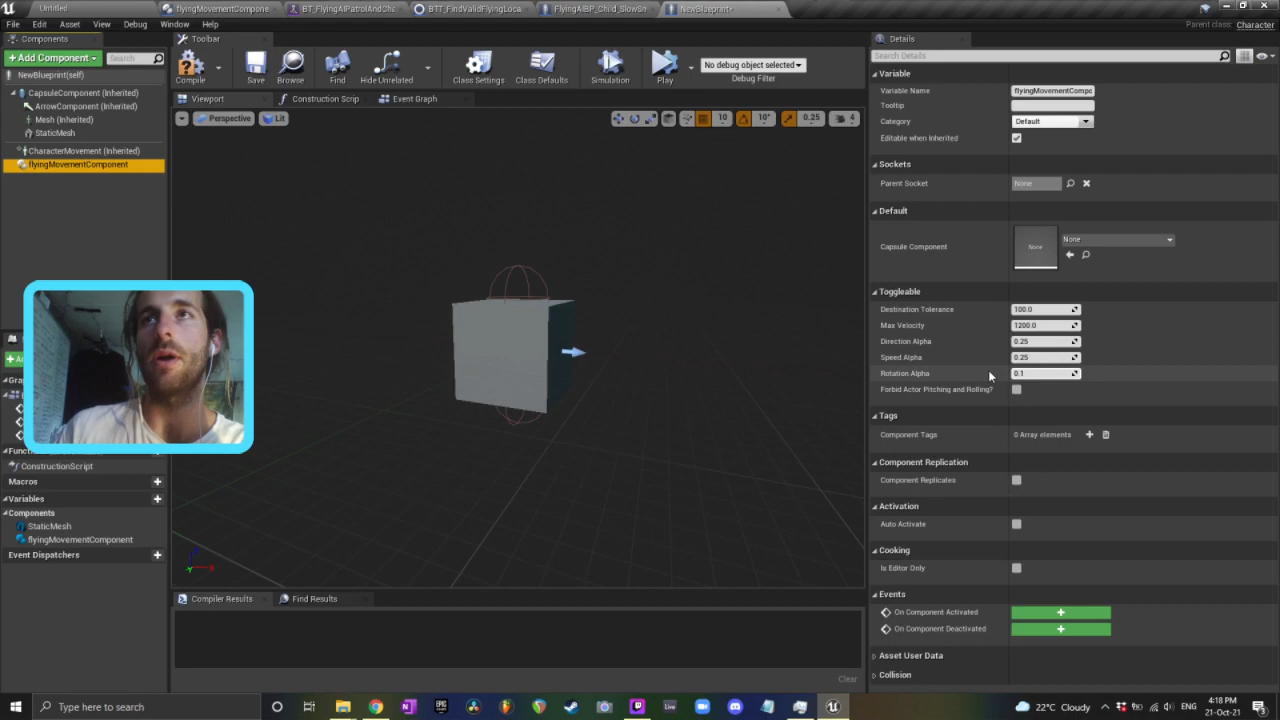 Default
flyingMovementCompone
BT_FlyingAIPatrolAndCha
BTT_FindValidFlyingLoca
FlyingAIBP_Child_SlowSm
NewBlueprint*
File
Edit
Asset
View
Debug
Window
Help
Parent class: Character
Components
Toolbar
Details
Add Component
Search
Compile
Save
Browse
Find
Hide Unrelated
Class Settings
Class Defaults
Simulation
Play
No debug object selected
Debug Filter
Search Details
NewBlueprint(self)
CapsuleComponent (Inherited)
ArrowComponent (Inherited)
Mesh (Inherited)
StaticMesh
CharacterMovement (Inherited)
flyingMovementComponent
Viewport
Construction Scrip
Event Graph
Perspective
Lit
10
10°
0.25
4
Variable
Variable Name
flyingMovementCompo
Tooltip
Category
Default
Editable when Inherited
Sockets
Parent Socket
None
Default
Capsule Component
None
None
Toggleable
Destination Tolerance
100.0
Max Velocity
1200.0
Direction Alpha
0.25
Speed Alpha
0.25
Rotation Alpha
0.1
Forbid Actor Pitching and Rolling?
Tags
Component Tags
0 Array elements
Component Replication
Component Replicates
Activation
Auto Activate
Cooking
Is Editor Only
Events
On Component Activated
On Component Deactivated
Asset User Data
Collision
ConstructionScript
Macros
Variables
Components
StaticMesh
flyingMovementComponent
Event Dispatchers
Compiler Results
Find Results
Clear
Type here to search
22°C Cloudy
4:18 PM
21-Oct-21